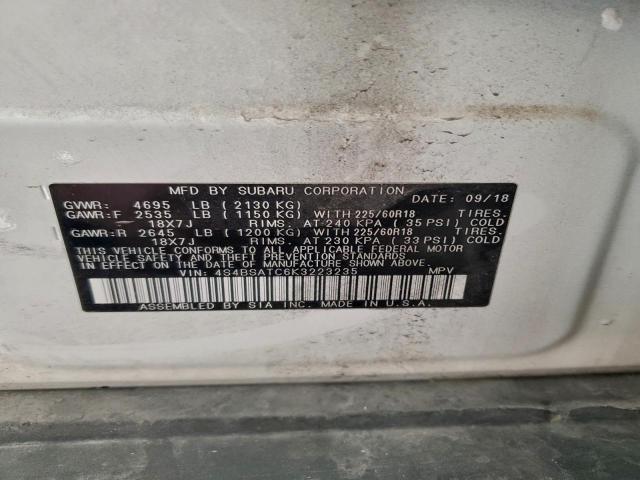 MFD BY SUBARU CORPORATION DATE: 09/18
GVWR: 4695 LB (2130 KG)
GAWR:F 2535 LB (1150 KG) WITH 225/60R18 TIRES.
18X7J RIMS. AT 240 KPA (35 PSI) COLD
GAWR:R 2645 LB (1200 KG) WITH 225/60R18 TIRES.
18X7J RIMS. AT 230 KPA (33 PSI) COLD
THIS VEHICLE CONFORMS TO ALL APPLICABLE FEDERAL MOTOR
VEHICLE SAFETY AND THEFT PREVENTION STANDARDS
IN EFFECT ON THE DATE OF MANUFACTURE SHOWN ABOVE.
VIN: 4S4BSATC6K3223235 MPV
ASSEMBLED BY SIA INC. MADE IN U.S.A.